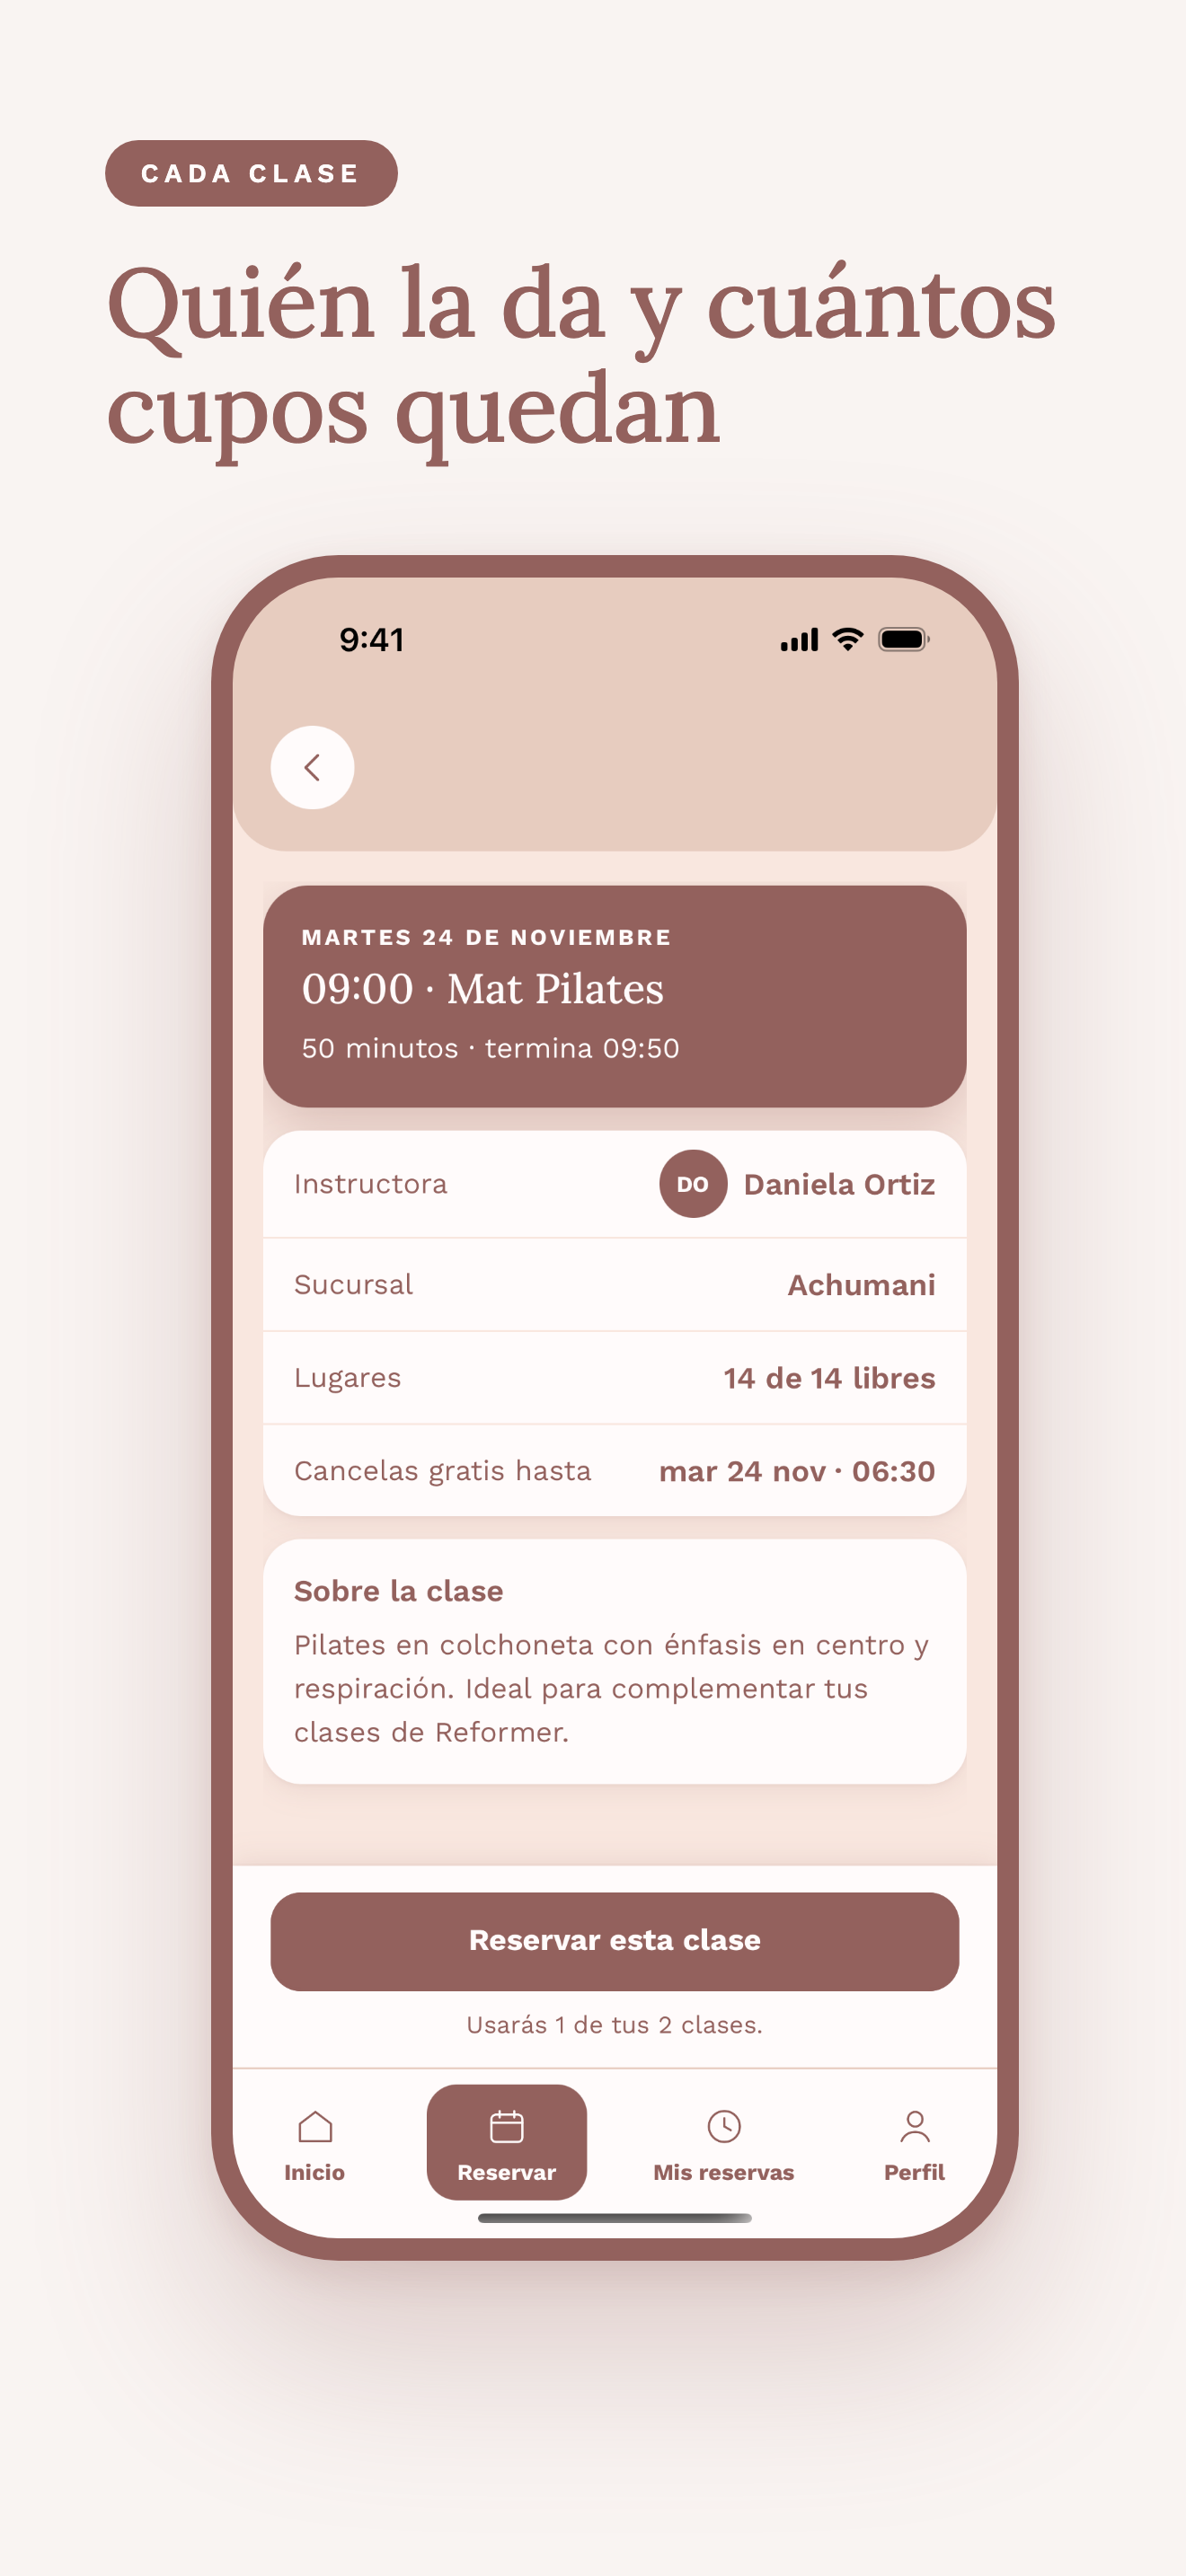 CADA CLASE
Quién la da y cuántos
cupos quedan
9:41
MARTES 24 DE NOVIEMBRE
09:00 · Mat Pilates
50 minutos · termina 09:50
Instructora DO Daniela Ortiz
Sucursal Achumani
Lugares 14 de 14 libres
Cancelas gratis hasta mar 24 nov · 06:30
Sobre la clase
Pilates en colchoneta con énfasis en centro y
respiración. Ideal para complementar tus
clases de Reformer.
Reservar esta clase
Usarás 1 de tus 2 clases.
Inicio Reservar Mis reservas Perfil